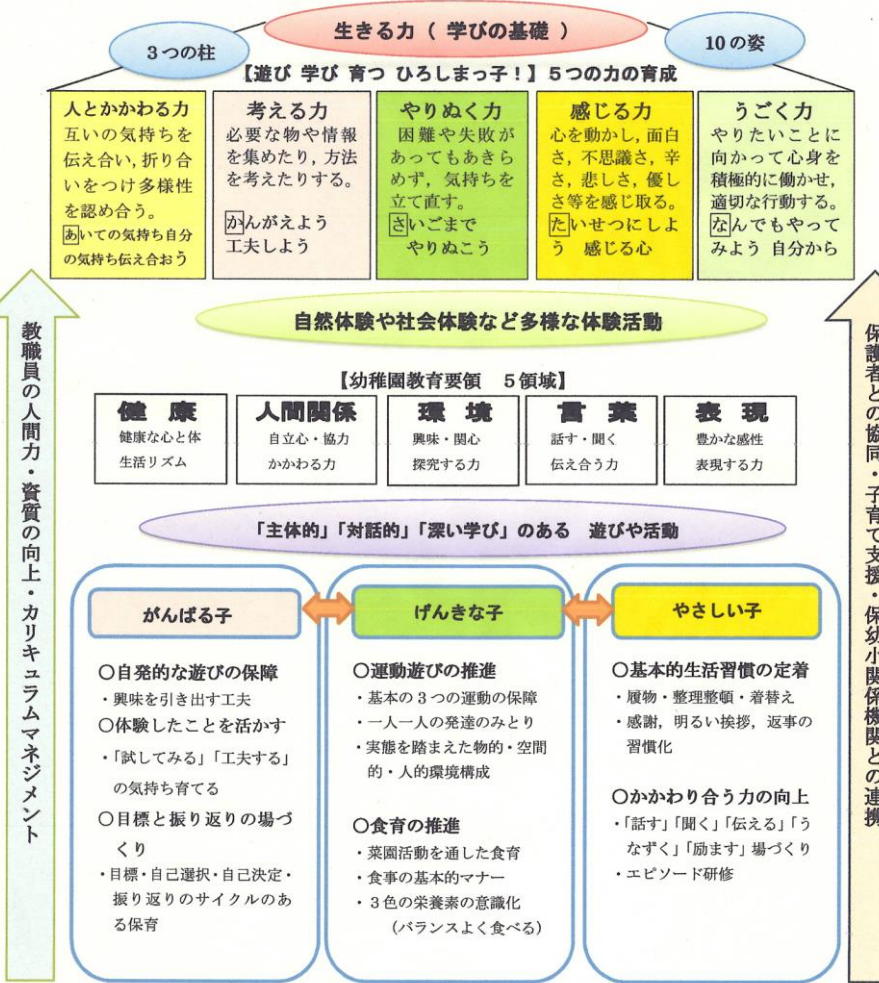 生きる力（ 学びの基礎 ）
3つの柱
10の姿
【遊び 学び 育つ ひろしまっ子！】５つの力の育成
人とかかわる力
互いの気持ちを
伝え合い，折り合
いをつけ多様性
を認め合う。
あいての気持ち自分
の気持ち伝え合おう
考える力
必要な物や情報
を集めたり，方法
を考えたりする。
かんがえよう
工夫しよう
やりぬく力
困難や失敗が
あってもあきら
めず，気持ちを
立て直す。
さいごまで
やりぬこう
感じる力
心を動かし，面白
さ，不思議さ，辛
さ，悲しさ，優し
さ等を感じ取る。
たいせつにしよ
う 感じる心
うごく力
やりたいことに
向かって心身を
積極的に働かせ，
適切な行動する。
なんでもやって
みよう 自分から
教職員の人間力・資質の向上・カリキュラムマネジメント
保護者との協同・子育て支援・保幼小関係機関との連携
自然体験や社会体験など多様な体験活動
【幼稚園教育要領 ５領域】
健 康
健康な心と体
生活リズム
人間関係
自立心・協力
かかわる力
環 境
興味・関心
探究する力
言 葉
話す・聞く
伝え合う力
表 現
豊かな感性
表現する力
「主体的」「対話的」「深い学び」のある 遊びや活動
がんばる子
○自発的な遊びの保障
・興味を引き出す工夫
○体験したことを活かす
・「試してみる」「工夫する」
の気持ち育てる
○目標と振り返りの場づ
くり
・目標・自己選択・自己決定・
振り返りのサイクルのあ
る保育
げんきな子
○運動遊びの推進
・基本の３つの運動の保障
・一人一人の発達のみとり
・実態を踏まえた物的・空間
的・人的環境構成
○食育の推進
・菜園活動を通した食育
・食事の基本的マナー
・３色の栄養素の意識化
（バランスよく食べる）
やさしい子
○基本的生活習慣の定着
・履物・整理整頓・着替え
・感謝，明るい挨拶，返事の
習慣化
○かかわり合う力の向上
・「話す」「聞く」「伝える」「う
なずく」「励ます」場づくり
・エピソード研修